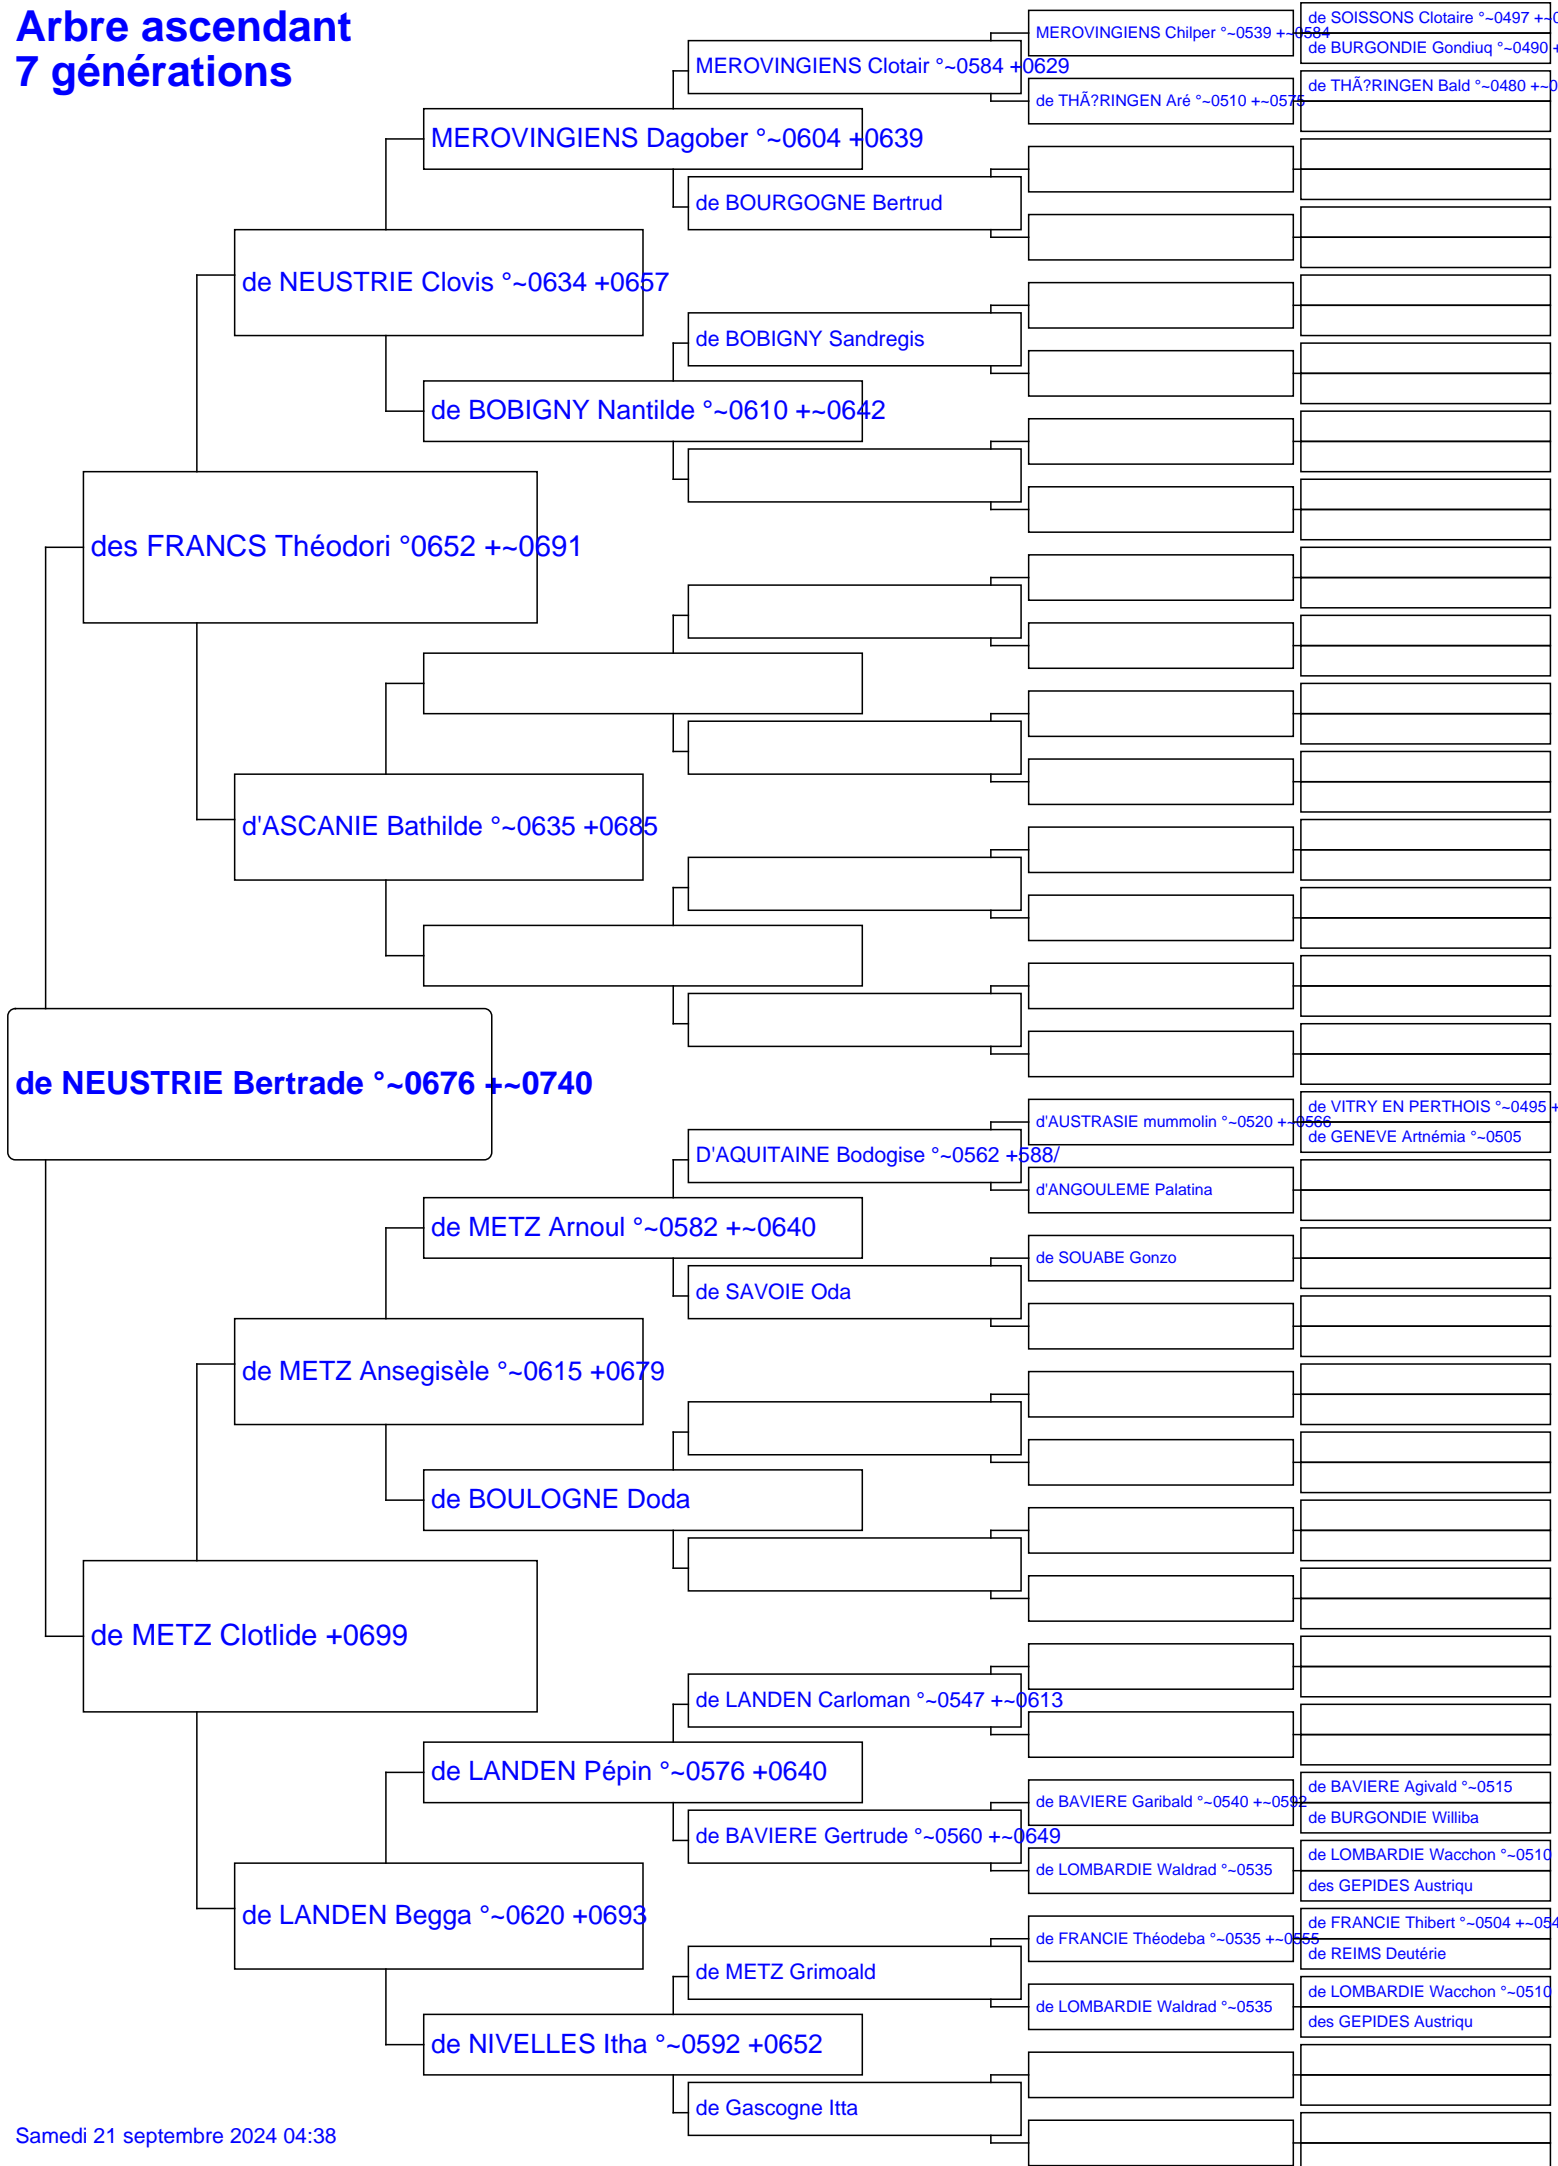 Arbre ascendant
7 générations
de NEUSTRIE Bertrade °~0676 +~0740
des FRANCS Théodori °0652 +~0691
de METZ Clotlide +0699
de NEUSTRIE Clovis °~0634 +0657
d'ASCANIE Bathilde °~0635 +0685
de METZ Ansegisèle °~0615 +0679
de LANDEN Begga °~0620 +0693
MEROVINGIENS Dagober °~0604 +0639
de BOBIGNY Nantilde °~0610 +~0642
de METZ Arnoul °~0582 +~0640
de BOULOGNE Doda
de LANDEN Pépin °~0576 +0640
de NIVELLES Itha °~0592 +0652
MEROVINGIENS Clotair °~0584 +0629
de BOURGOGNE Bertrud
de BOBIGNY Sandregis
D'AQUITAINE Bodogise °~0562 +588/
de SAVOIE Oda
de LANDEN Carloman °~0547 +~0613
de BAVIERE Gertrude °~0560 +~0649
de METZ Grimoald
de Gascogne Itta
MEROVINGIENS Chilper °~0539 +~0584
de THÃ?RINGEN Aré °~0510 +~0575
d'AUSTRASIE mummolin °~0520 +~0566
d'ANGOULEME Palatina
de SOUABE Gonzo
de BAVIERE Garibald °~0540 +~0592
de LOMBARDIE Waldrad °~0535
de FRANCIE Théodeba °~0535 +~0555
de LOMBARDIE Waldrad °~0535
de SOISSONS Clotaire °~0497 +~0
de BURGONDIE Gondiuq °~0490 +
de THÃ?RINGEN Bald °~0480 +~0
de VITRY EN PERTHOIS °~0495 +
de GENEVE Artnémia °~0505
de BAVIERE Agivald °~0515
de BURGONDIE Williba
de LOMBARDIE Wacchon °~0510
des GEPIDES Austriqu
de FRANCIE Thibert °~0504 +~054
de REIMS Deutérie
de LOMBARDIE Wacchon °~0510
des GEPIDES Austriqu
Samedi 21 septembre 2024 04:38